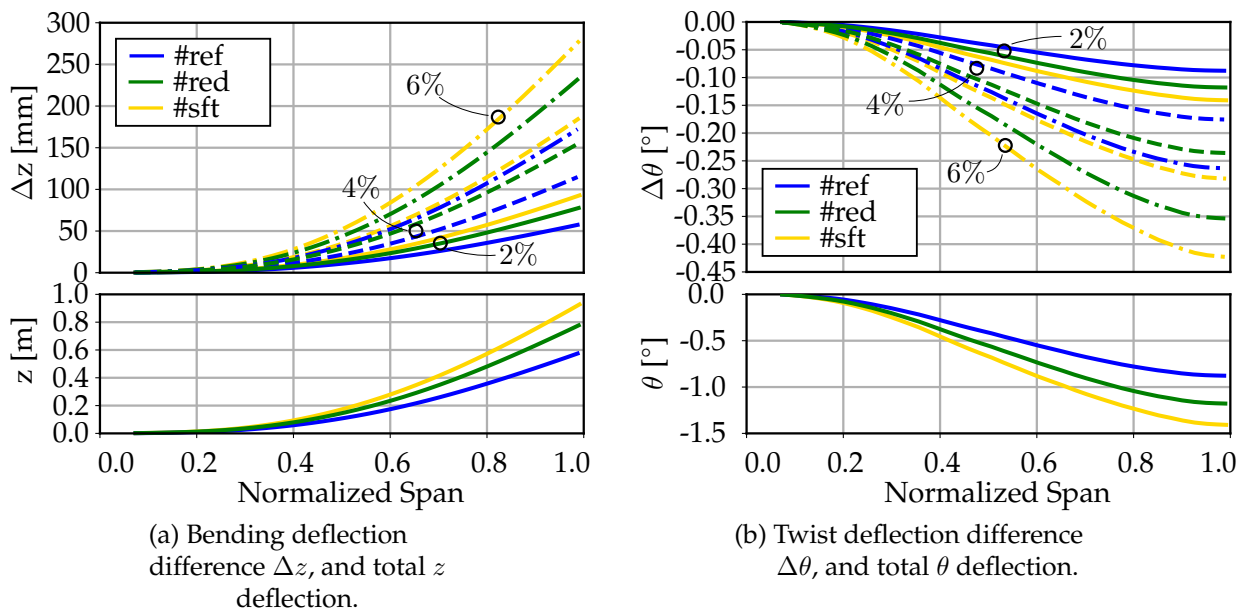 300
250
200
150
100
50
0
Δz [mm]
#ref
#red
#sft
6%
4%
2%
1.0
0.8
0.6
0.4
0.2
0.0
z [m]
0.0 0.2 0.4 0.6 0.8 1.0
Normalized Span
(a) Bending deflection
difference Δz, and total z
deflection.
0.00
-0.05
-0.10
-0.15
-0.20
-0.25
-0.30
-0.35
-0.40
-0.45
Δθ [°]
2%
4%
6%
#ref
#red
#sft
0.0
-0.5
-1.0
-1.5
θ [°]
0.0 0.2 0.4 0.6 0.8 1.0
Normalized Span
(b) Twist deflection difference
Δθ, and total θ deflection.